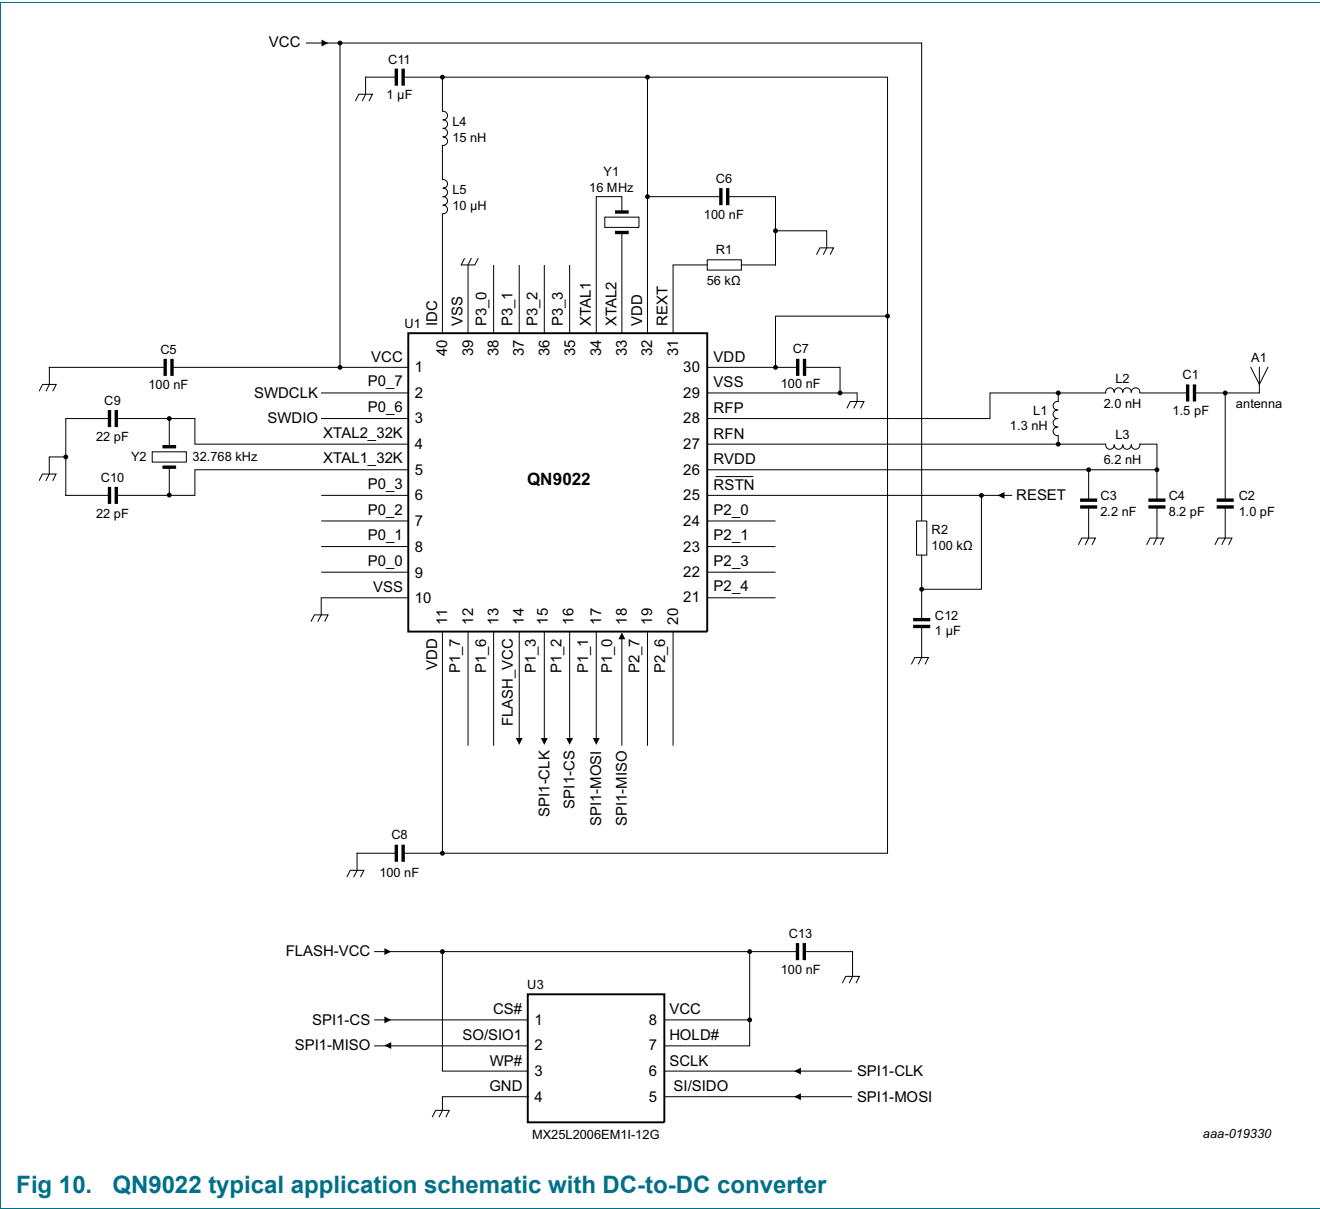 VCC
C11
1 µF
L4
15 nH
L5
10 µH
Y1
16 MHz
C6
100 nF
R1
56 kΩ
IDC
VSS
P3_0
P3_1
P3_2
P3_3
XTAL1
XTAL2
VDD
REXT
U1
40
39
38
37
36
35
34
33
32
31
C5
100 nF
VCC
1
SWDCLK
P0_7
2
SWDIO
P0_6
3
C9
22 pF
XTAL2_32K
4
Y2
32.768 kHz
XTAL1_32K
5
C10
22 pF
P0_3
6
P0_2
7
P0_1
8
P0_0
9
VSS
10
QN9022
30
VDD
C7
100 nF
29
VSS
28
RFP
27
RFN
26
RVDD
25
RSTN
RESET
24
P2_0
23
P2_1
22
P2_3
21
P2_4
L1
1.3 nH
L2
2.0 nH
C1
1.5 pF
A1
antenna
L3
6.2 nH
C3
2.2 nF
C4
8.2 pF
C2
1.0 pF
R2
100 kΩ
C12
1 µF
11
12
13
14
15
16
17
18
19
20
VDD
P1_7
P1_6
FLASH_VCC
P1_3
P1_2
P1_1
P1_0
P2_7
P2_6
SPI1-CLK
SPI1-CS
SPI1-MOSI
SPI1-MISO
C8
100 nF
FLASH-VCC
C13
100 nF
U3
SPI1-CS
CS#
1
SPI1-MISO
SO/SIO1
2
WP#
3
GND
4
8
VCC
7
HOLD#
6
SCLK
SPI1-CLK
5
SI/SIDO
SPI1-MOSI
MX25L2006EM1I-12G
aaa-019330
Fig 10. QN9022 typical application schematic with DC-to-DC converter